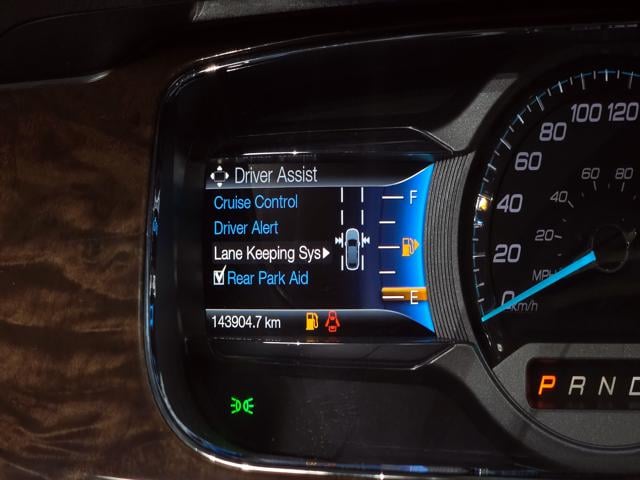 Driver Assist
Cruise Control
Driver Alert
Lane Keeping Sys
Rear Park Aid
143904.7 km
F
E
0
20
40
60
80
100
120
20
40
60
80
MPH
km/h
P R N D